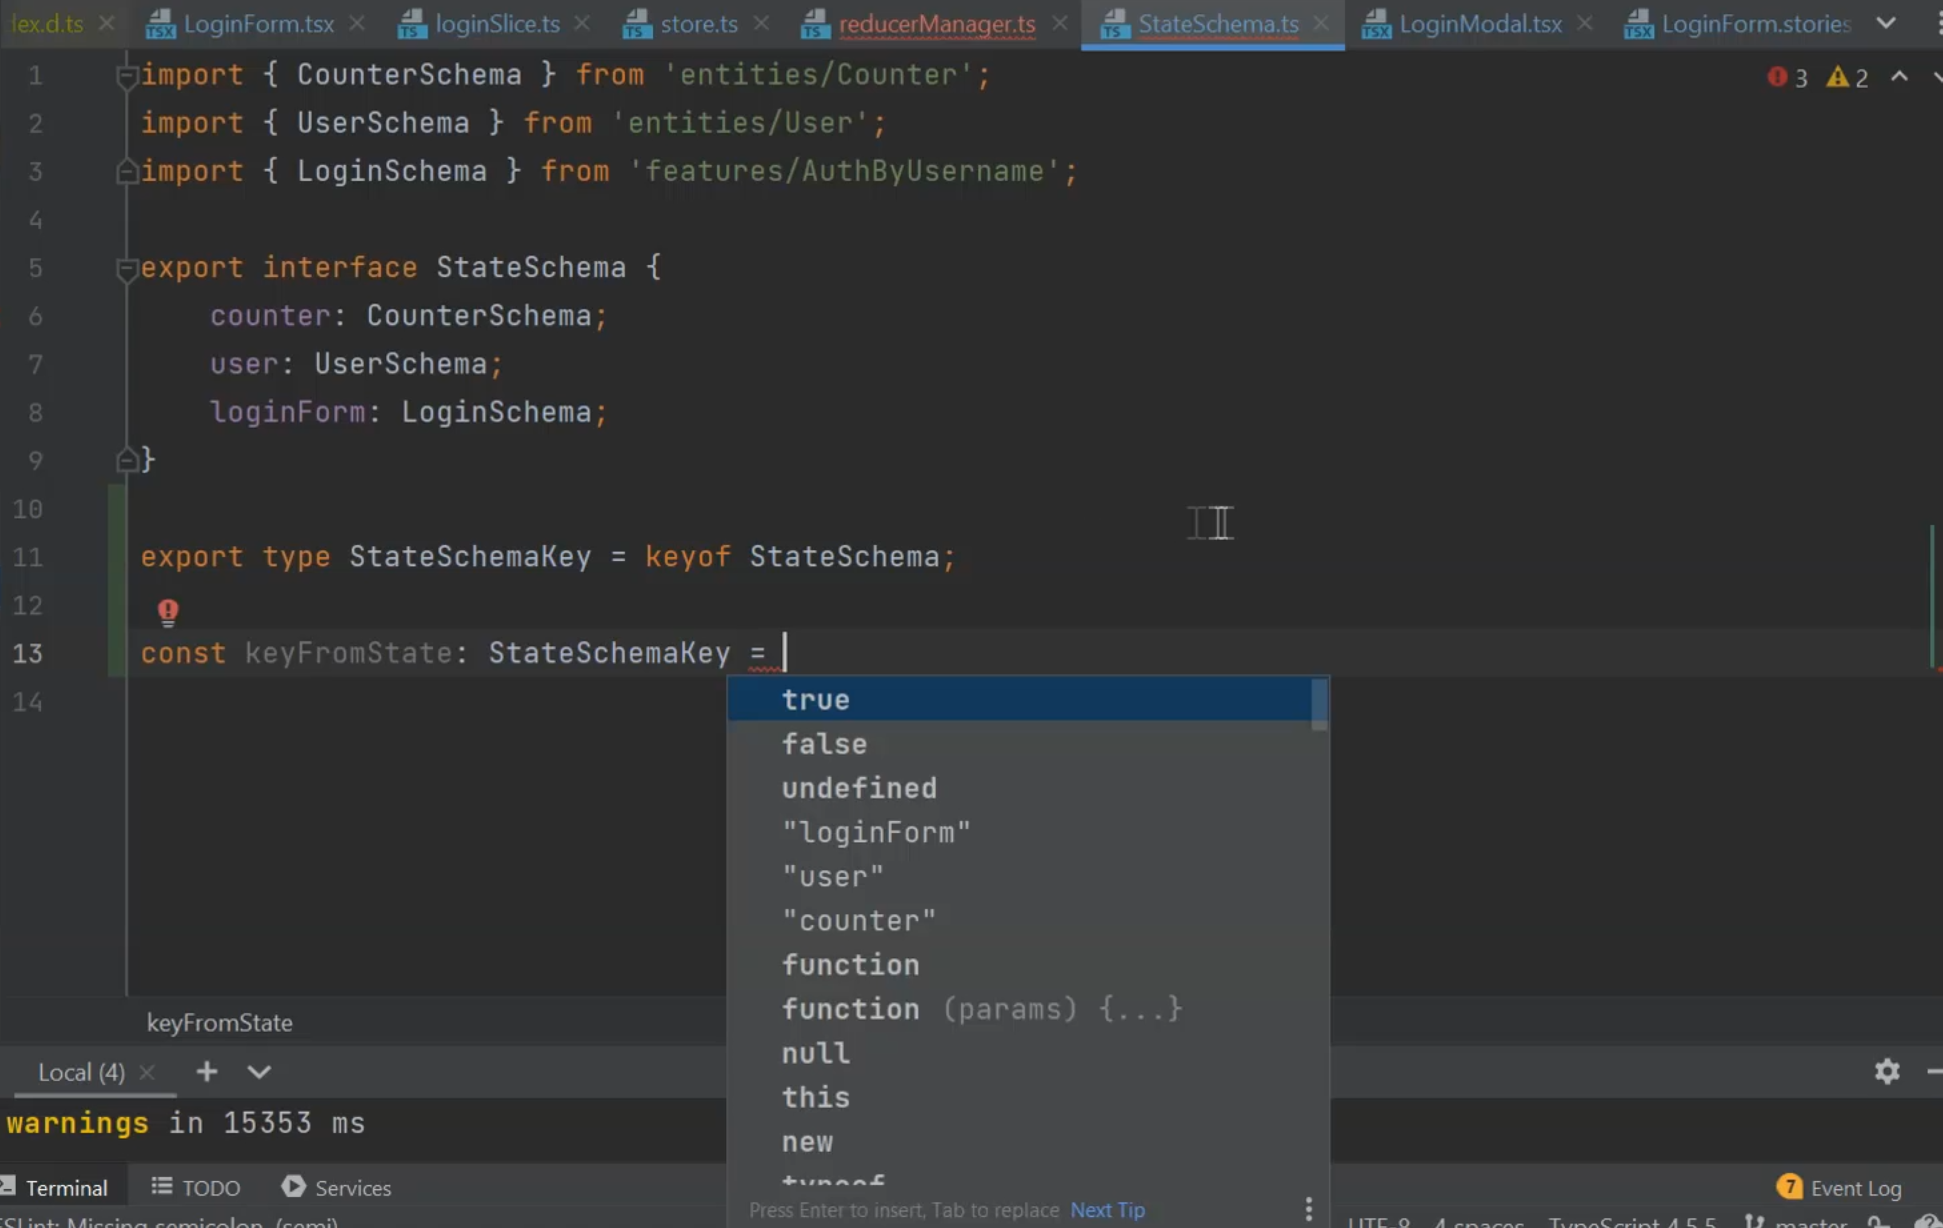 lex.d.ts LoginForm.tsx loginSlice.ts store.ts reducerManager.ts StateSchema.ts LoginModal.tsx LoginForm.stories
1 import { CounterSchema } from 'entities/Counter'; 3 2
2 import { UserSchema } from 'entities/User';
3 import { LoginSchema } from 'features/AuthByUsername';
4
5 export interface StateSchema {
6 counter: CounterSchema;
7 user: UserSchema;
8 loginForm: LoginSchema;
9 }
10
11 export type StateSchemaKey = keyof StateSchema;
12
13 const keyFromState: StateSchemaKey =
14
true
false
undefined
"loginForm"
"user"
"counter"
function
function (params) {...}
null
this
new
typeof
Press Enter to insert, Tab to replace Next Tip
keyFromState
Local (4)
warnings in 15353 ms
Terminal TODO Services 7 Event Log
ESLint: Missing semicolon. (semi) UTF-8 4 spaces TypeScript 4.5.5 master